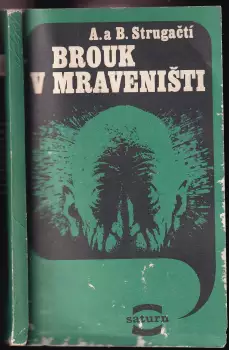 A. a B. Strugačtí
BROUK
V MRAVENIŠTI
saturn